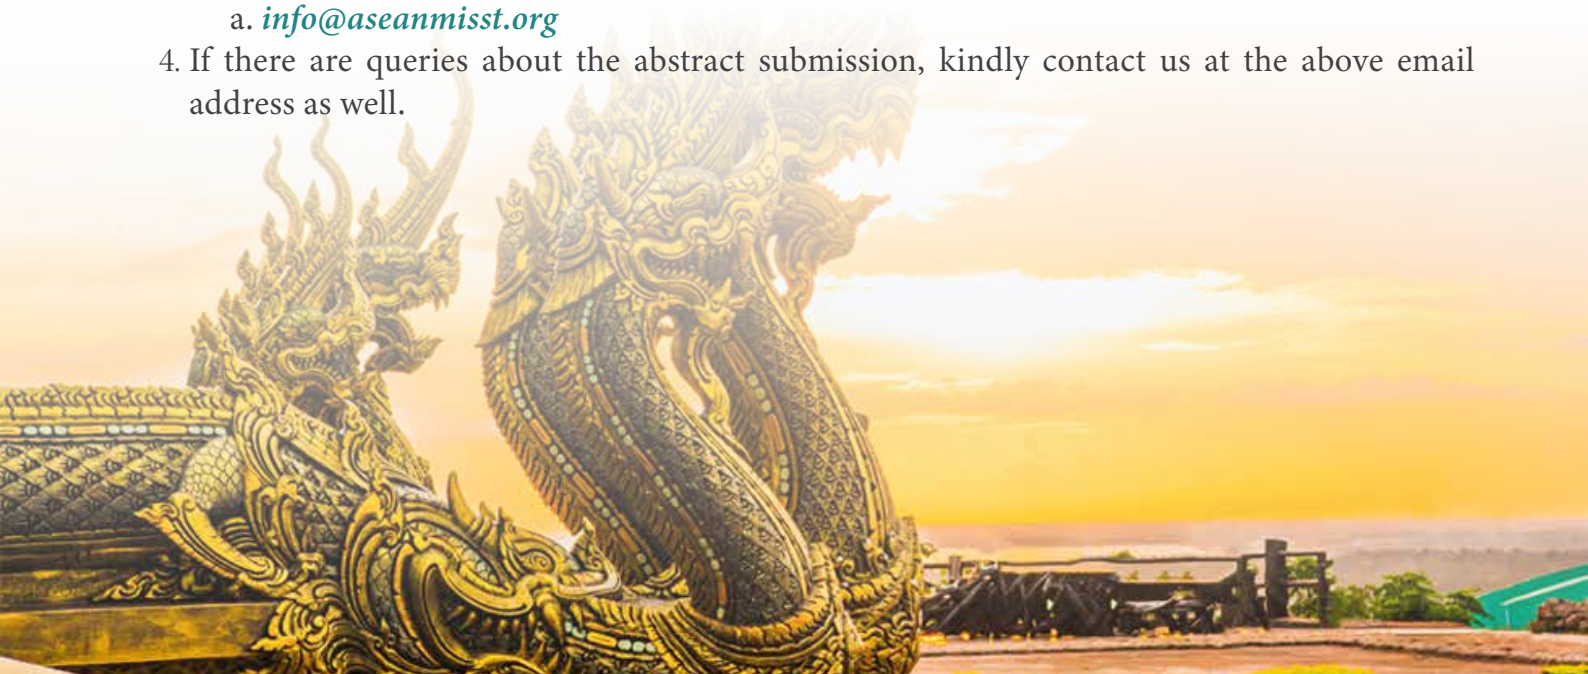 a. info@aseanmisst.org
4. If there are queries about the abstract submission, kindly contact us at the above email
address as well.